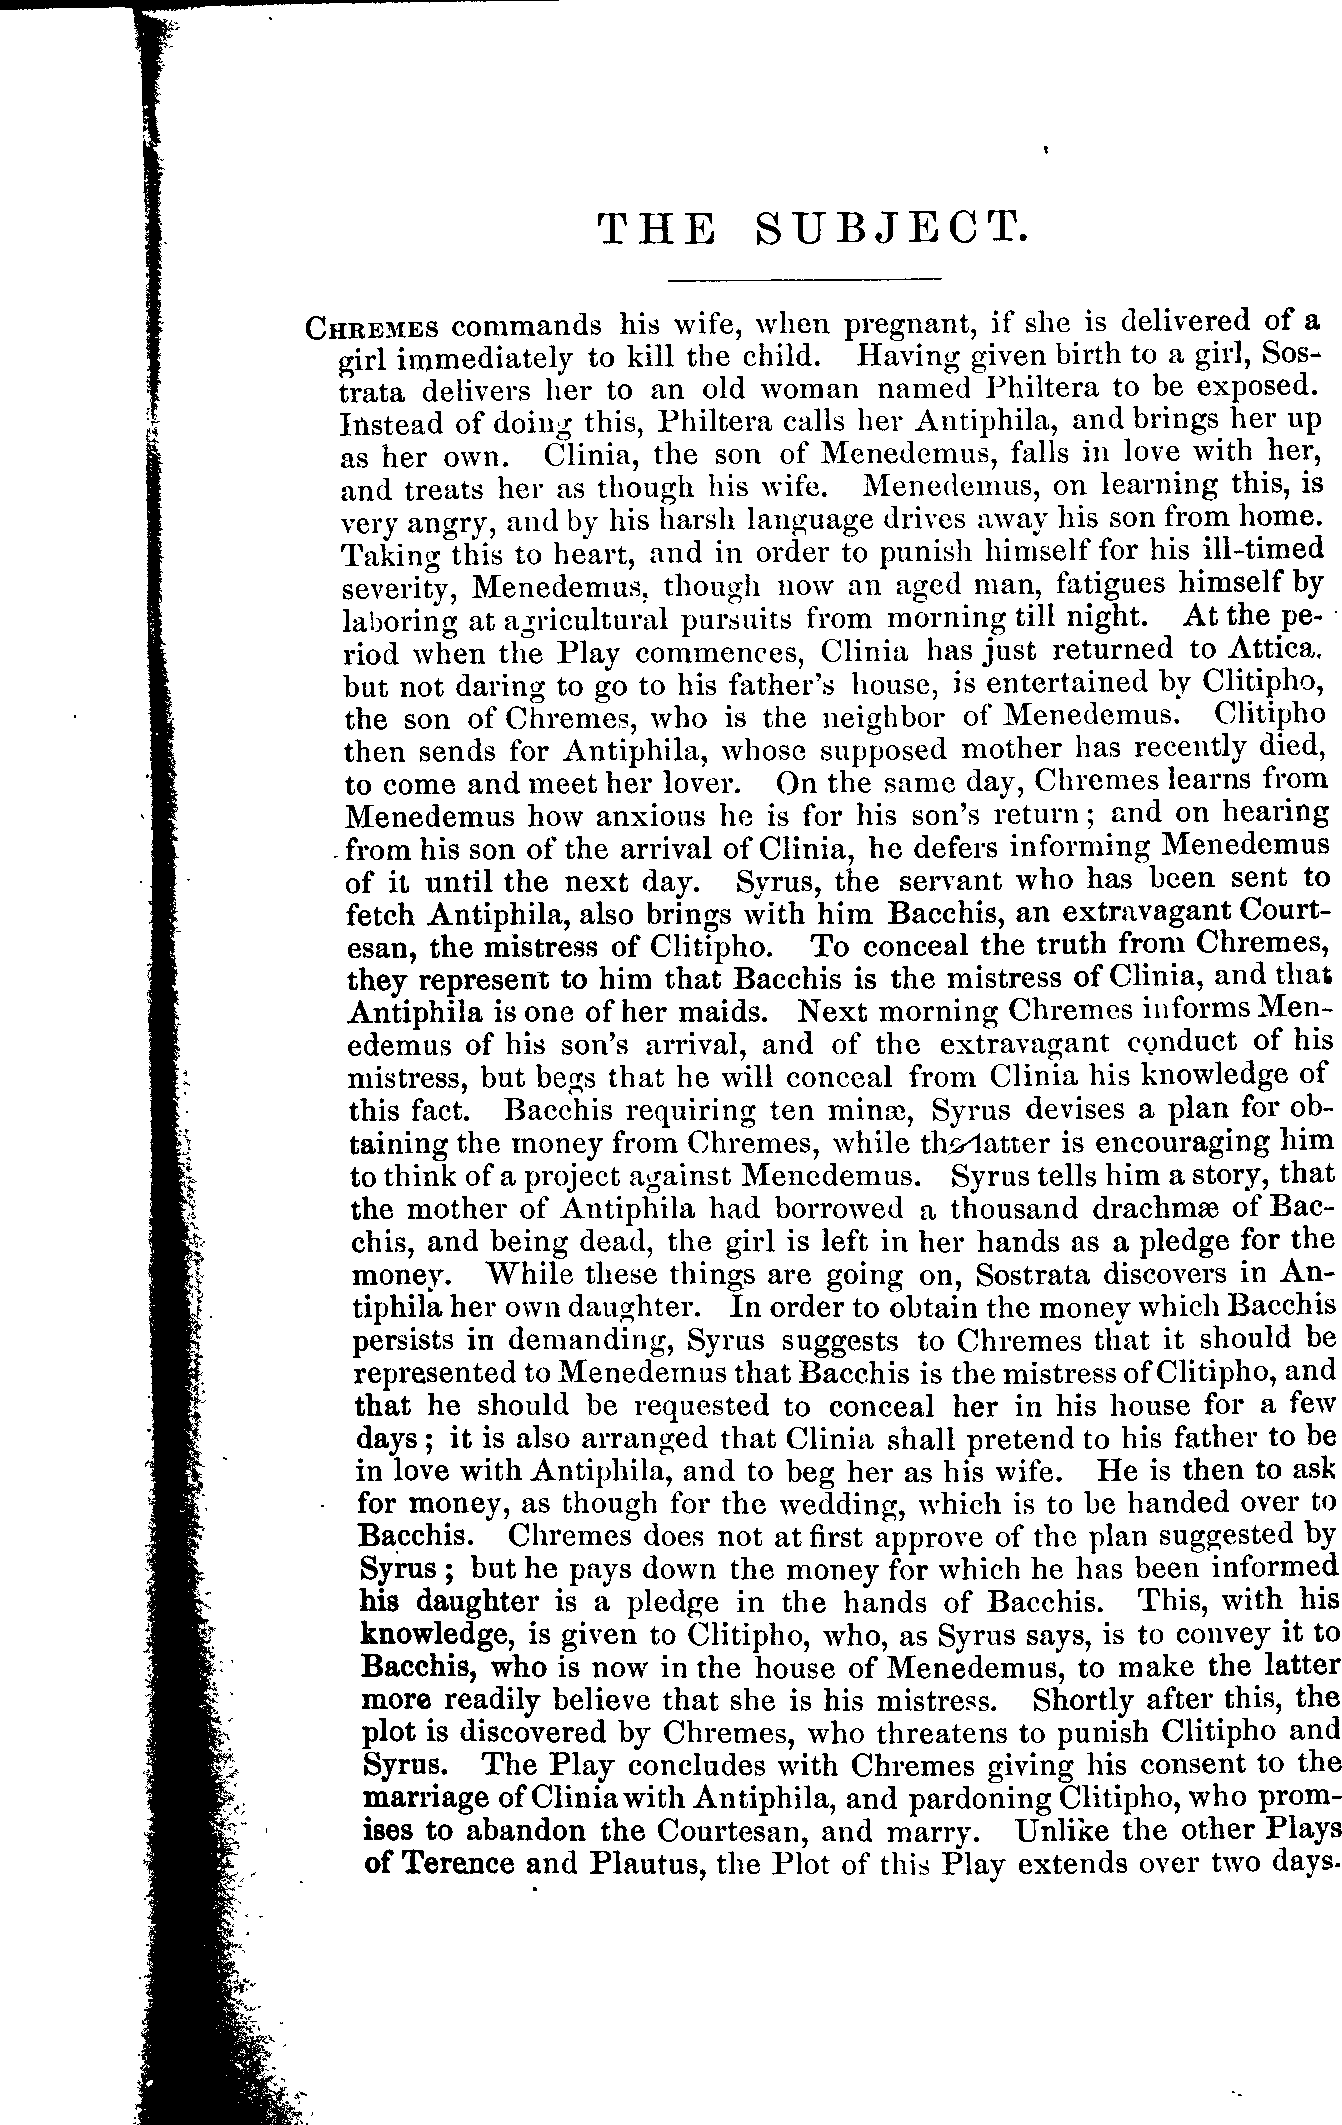 THE SUBJECT.
CHREMES commands his wife, when pregnant, if she is delivered of a
girl immediately to kill the child. Having given birth to a girl, Sos-
trata delivers her to an old woman named Philtera to be exposed.
Instead of doing this, Philtera calls her Antiphila, and brings her up
as her own. Clinia, the son of Menedemus, falls in love with her,
and treats her as though his wife. Menedemus, on learning this, is
very angry, and by his harsh language drives away his son from home.
Taking this to heart, and in order to punish himself for his ill-timed
severity, Menedemus, though now an aged man, fatigues himself by
laboring at agricultural pursuits from morning till night. At the pe-
riod when the Play commences, Clinia has just returned to Attica,
but not daring to go to his father's house, is entertained by Clitipho,
the son of Chremes, who is the neighbor of Menedemus. Clitipho
then sends for Antiphila, whose supposed mother has recently died,
to come and meet her lover. On the same day, Chremes learns from
Menedemus how anxious he is for his son's return; and on hearing
from his son of the arrival of Clinia, he defers informing Menedemus
of it until the next day. Syrus, the servant who has been sent to
fetch Antiphila, also brings with him Bacchis, an extravagant Court-
esan, the mistress of Clitipho. To conceal the truth from Chremes,
they represent to him that Bacchis is the mistress of Clinia, and that
Antiphila is one of her maids. Next morning Chremes informs Men-
edemus of his son's arrival, and of the extravagant conduct of his
mistress, but begs that he will conceal from Clinia his knowledge of
this fact. Bacchis requiring ten minæ, Syrus devises a plan for ob-
taining the money from Chremes, while the latter is encouraging him
to think of a project against Menedemus. Syrus tells him a story, that
the mother of Antiphila had borrowed a thousand drachmæ of Bac-
chis, and being dead, the girl is left in her hands as a pledge for the
money. While these things are going on, Sostrata discovers in An-
tiphila her own daughter. In order to obtain the money which Bacchis
persists in demanding, Syrus suggests to Chremes that it should be
represented to Menedemus that Bacchis is the mistress of Clitipho, and
that he should be requested to conceal her in his house for a few
days; it is also arranged that Clinia shall pretend to his father to be
in love with Antiphila, and to beg her as his wife. He is then to ask
for money, as though for the wedding, which is to be handed over to
Bacchis. Chremes does not at first approve of the plan suggested by
Syrus; but he pays down the money for which he has been informed
his daughter is a pledge in the hands of Bacchis. This, with his
knowledge, is given to Clitipho, who, as Syrus says, is to convey it to
Bacchis, who is now in the house of Menedemus, to make the latter
more readily believe that she is his mistress. Shortly after this, the
plot is discovered by Chremes, who threatens to punish Clitipho and
Syrus. The Play concludes with Chremes giving his consent to the
marriage of Clinia with Antiphila, and pardoning Clitipho, who prom-
ises to abandon the Courtesan, and marry. Unlike the other Plays
of Terence and Plautus, the Plot of this Play extends over two days.